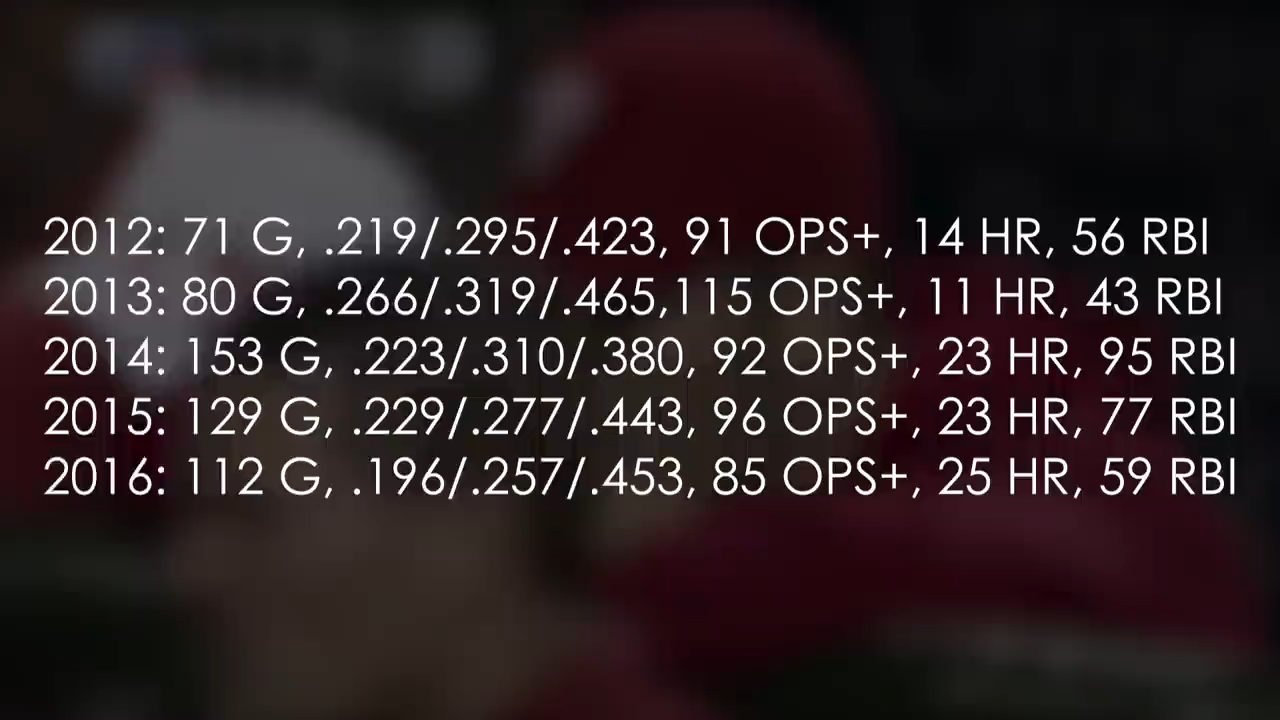 2012: 71 G, .219/.295/.423, 91 OPS+, 14 HR, 56 RBI
2013: 80 G, .266/.319/.465,115 OPS+, 11 HR, 43 RBI
2014: 153 G, .223/.310/.380, 92 OPS+, 23 HR, 95 RBI
2015: 129 G, .229/.277/.443, 96 OPS+, 23 HR, 77 RBI
2016: 112 G, .196/.257/.453, 85 OPS+, 25 HR, 59 RBI